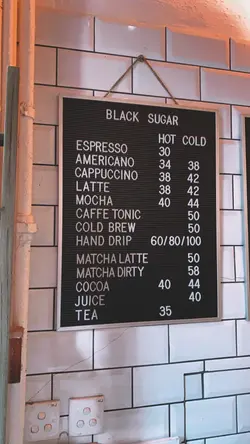 BLACK SUGAR
HOT COLD
ESPRESSO 30
AMERICANO 34 38
CAPPUCCINO 38 42
LATTE 38 42
MOCHA 40 44
CAFFE TONIC 50
COLD BREW 50
HAND DRIP 60/80/100
MATCHA LATTE 50
MATCHA DIRTY 58
COCOA 40 44
JUICE 40
TEA 35